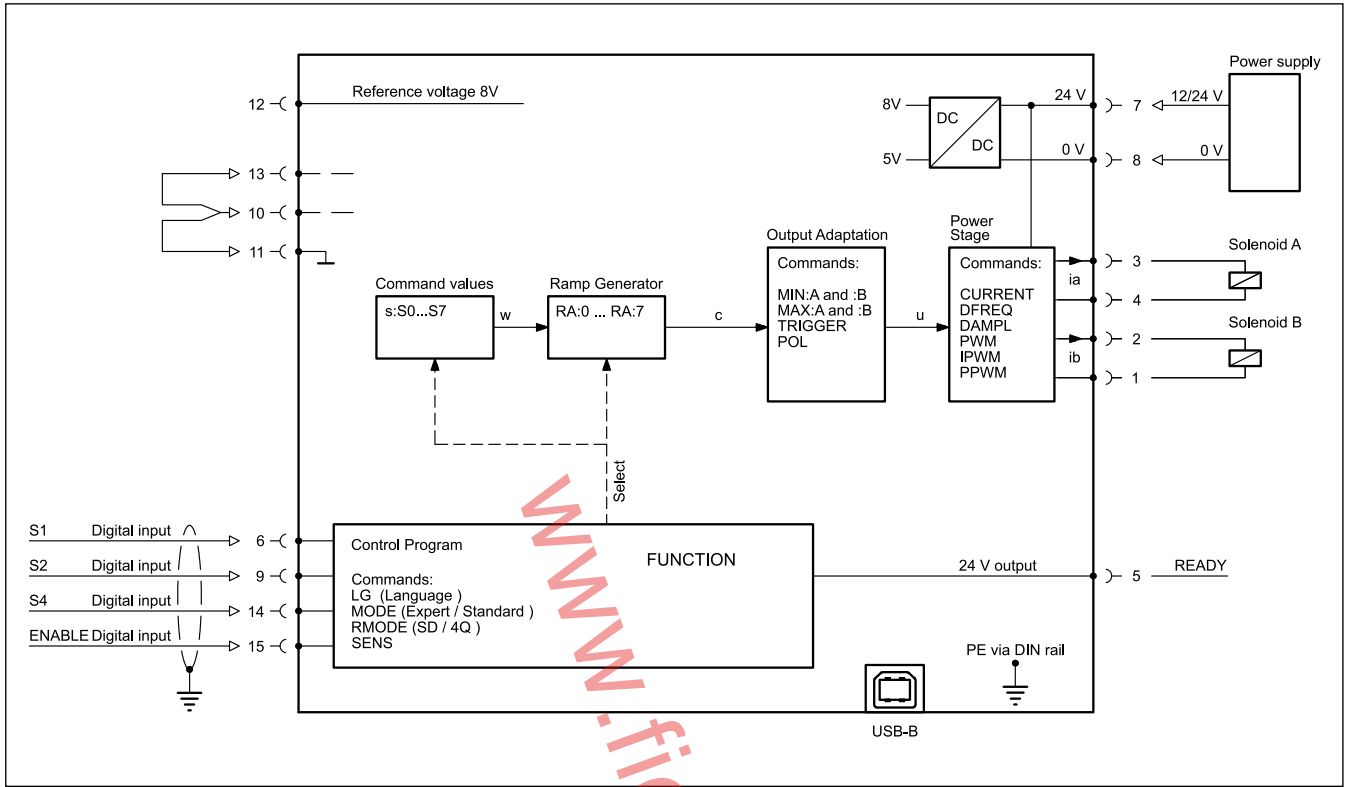 Power supply
12
Reference voltage 8V
8V
DC
DC
24 V
7
12/24 V
5V
0 V
8
0 V
13
10
11
Command values
s:S0...S7
w
Ramp Generator
RA:0 ... RA:7
c
Output Adaptation
Commands:
MIN:A and :B
MAX:A and :B
TRIGGER
POL
u
Power
Stage
Commands:
CURRENT
DFREQ
DAMPL
PWM
IPWM
PPWM
ia
ib
3
4
2
1
Solenoid A
Solenoid B
Select
S1 Digital input 6
S2 Digital input 9
S4 Digital input 14
ENABLE Digital input 15
Control Program
FUNCTION
Commands:
LG (Language )
MODE (Expert / Standard )
RMODE (SD / 4Q )
SENS
24 V output
5
READY
PE via DIN rail
USB-B
www.fi